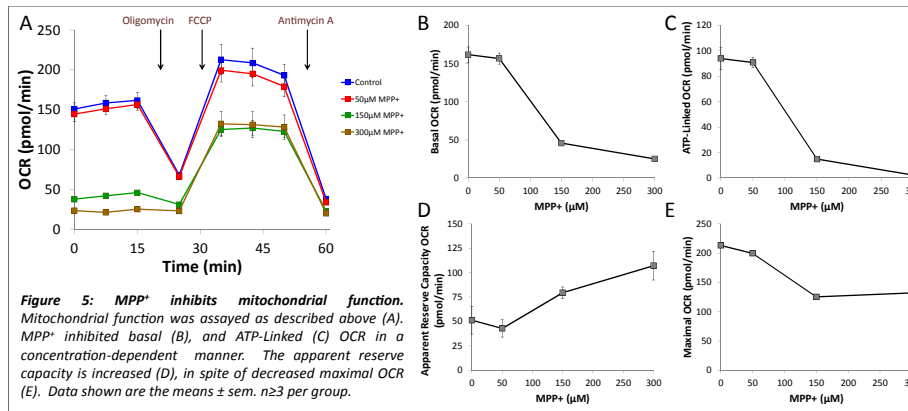 A
Oligomycin
FCCP
Antimycin A
250
200
150
100
50
0
OCR (pmol/min)
0
15
30
45
60
Time (min)
Control
50µM MPP+
150µM MPP+
300µM MPP+
B
200
150
100
50
0
Basal OCR (pmol/min)
0
50
100
150
200
250
300
MPP+ (µM)
C
120
100
80
60
40
20
0
ATP-Linked OCR (pmol/min)
0
50
100
150
200
250
300
MPP+ (µM)
D
150
125
100
75
50
25
0
Apparent Reserve Capacity OCR
(pmol/min)
0
50
100
150
200
250
300
MPP+ (µM)
E
250
200
150
100
50
0
Maximal OCR (pmol/min)
0
50
100
150
200
250
300
MPP+ (µM)
Figure 5: MPP⁺ inhibits mitochondrial function.
Mitochondrial function was assayed as described above (A).
MPP⁺ inhibited basal (B), and ATP-Linked (C) OCR in a
concentration-dependent manner. The apparent reserve
capacity is increased (D), in spite of decreased maximal OCR
(E). Data shown are the means ± sem. n≥3 per group.